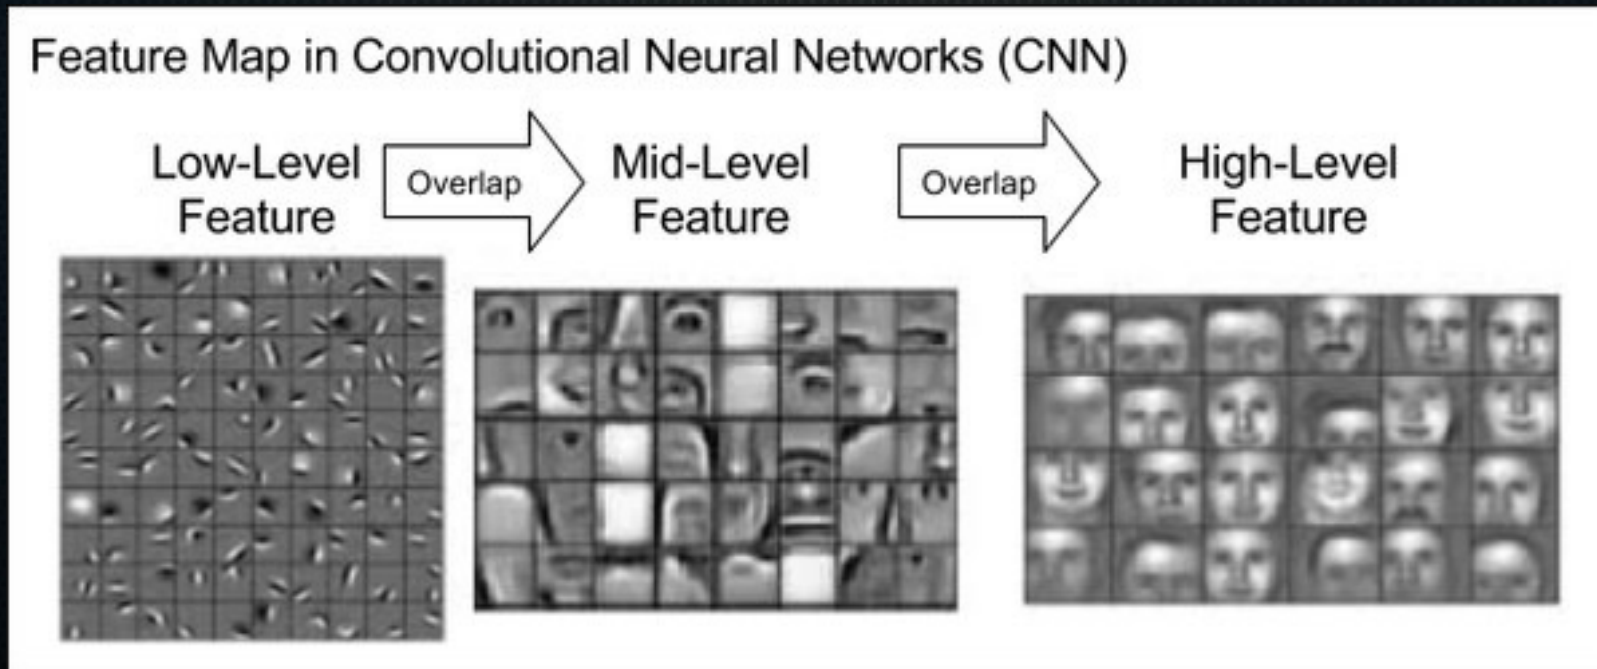 Feature Map in Convolutional Neural Networks (CNN)
Low-Level
Feature
Overlap
Mid-Level
Feature
Overlap
High-Level
Feature